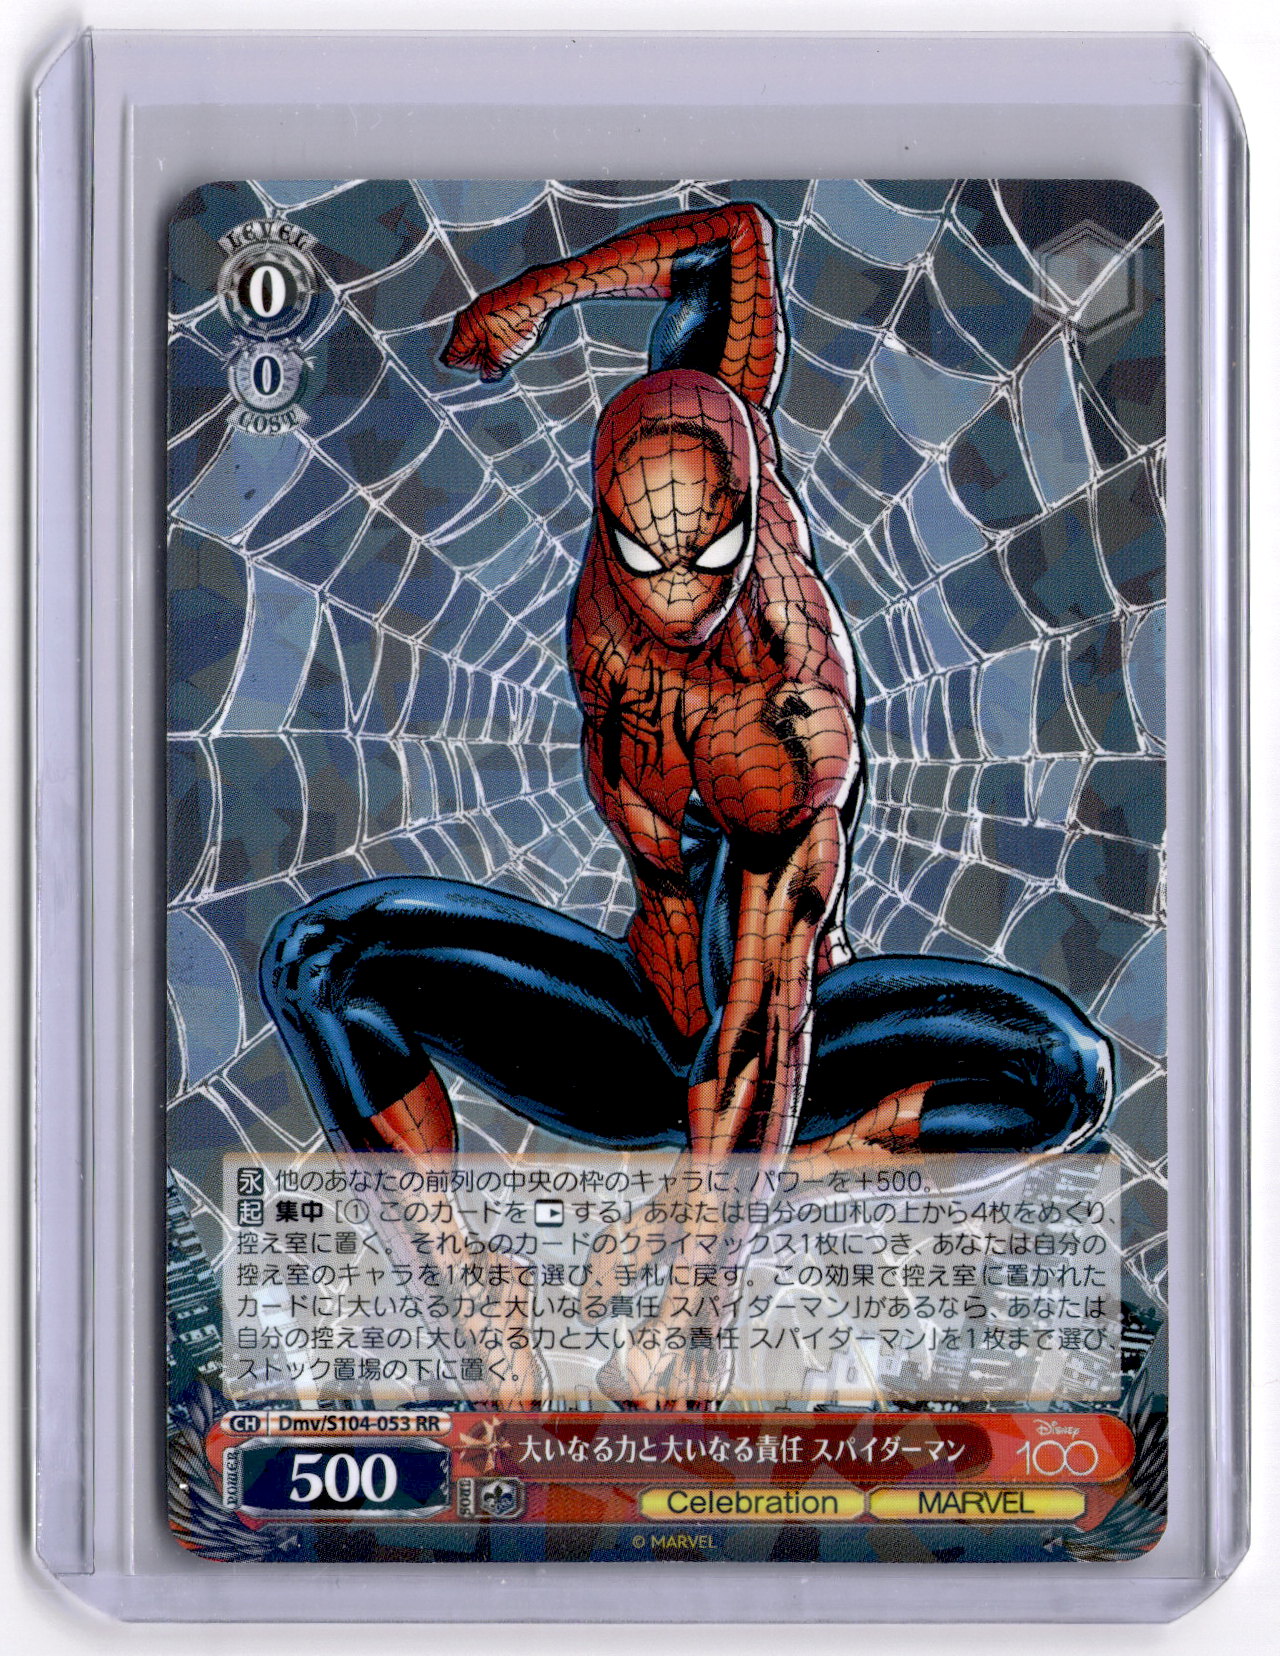 LEVEL
0
0
COST
永 他のあなたの前列の中央の枠のキャラに、パワーを+500。
起 集中 [① このカードを する] あなたは自分の山札の上から4枚をめくり、
控え室に置く。それらのカードのクライマックス1枚につき、あなたは自分の
控え室のキャラを1枚まで選び、手札に戻す。この効果で控え室に置かれた
カードに「大いなる力と大いなる責任 スパイダーマン」があるなら、あなたは
自分の控え室の「大いなる力と大いなる責任 スパイダーマン」を1枚まで選び、
ストック置場の下に置く。
CH Dmv/S104-053 RR
POWER 500 大いなる力と大いなる責任 スパイダーマン Disney 100
SOUL Celebration MARVEL
© MARVEL